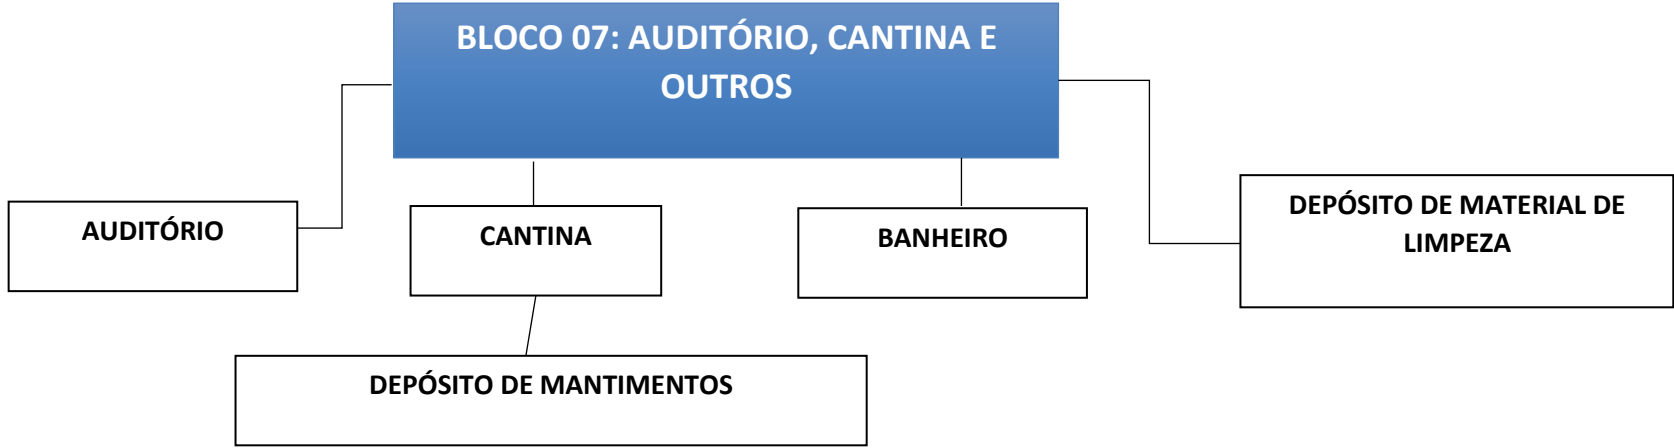 BLOCO 07: AUDITÓRIO, CANTINA E
OUTROS
AUDITÓRIO
CANTINA
BANHEIRO
DEPÓSITO DE MATERIAL DE
LIMPEZA
DEPÓSITO DE MANTIMENTOS